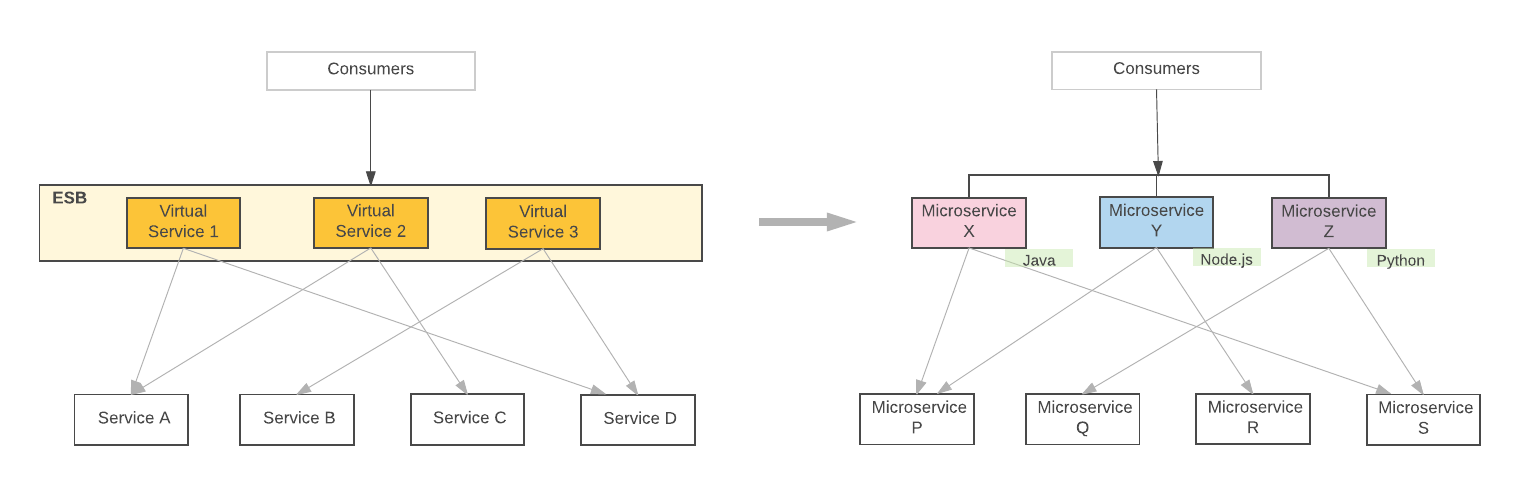 Consumers
ESB
Virtual
Service 1
Virtual
Service 2
Virtual
Service 3
Service A
Service B
Service C
Service D
Consumers
Microservice
X
Java
Microservice
Y
Node.js
Microservice
Z
Python
Microservice
P
Microservice
Q
Microservice
R
Microservice
S